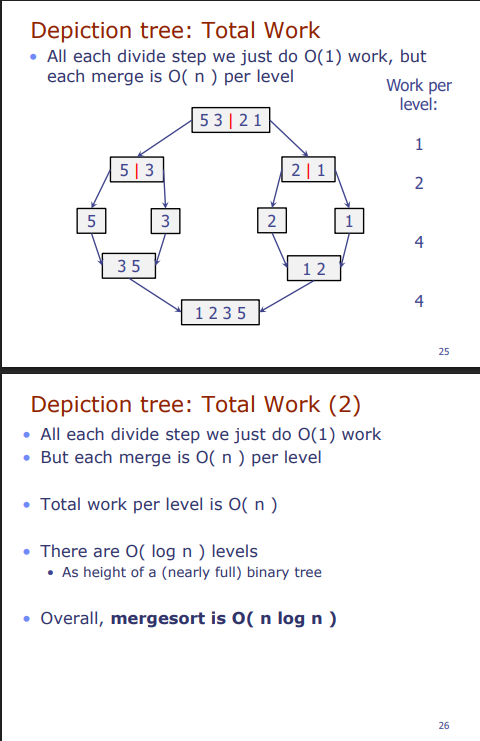 Depiction tree: Total Work
• All each divide step we just do O(1) work, but
each merge is O( n ) per level
Work per
level:
5 3 | 2 1
1
5 | 3
2 | 1
2
5
3
2
1
3 5
1 2
4
1 2 3 5
4
25
Depiction tree: Total Work (2)
• All each divide step we just do O(1) work
• But each merge is O( n ) per level
• Total work per level is O( n )
• There are O( log n ) levels
• As height of a (nearly full) binary tree
• Overall, mergesort is O( n log n )
26